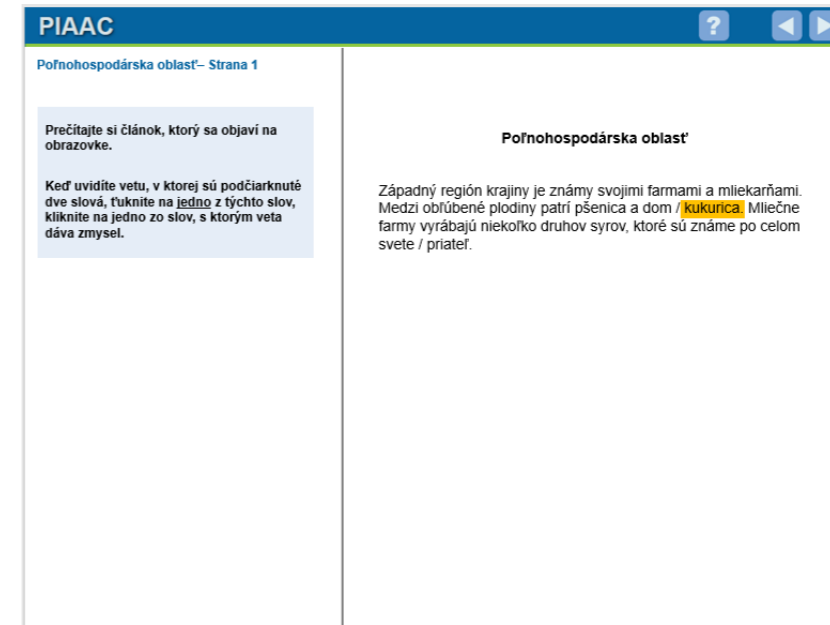 PIAAC
?
Poľnohospodárska oblasť– Strana 1
Prečítajte si článok, ktorý sa objaví na
obrazovke.
Keď uvidíte vetu, v ktorej sú podčiarknuté
dve slová, ťuknite na jedno z týchto slov,
kliknite na jedno zo slov, s ktorým veta
dáva zmysel.
Poľnohospodárska oblasť
Západný región krajiny je známy svojimi farmami a mliekarňami.
Medzi obľúbené plodiny patrí pšenica a dom / kukurica. Mliečne
farmy vyrábajú niekoľko druhov syrov, ktoré sú známe po celom
svete / priateľ.